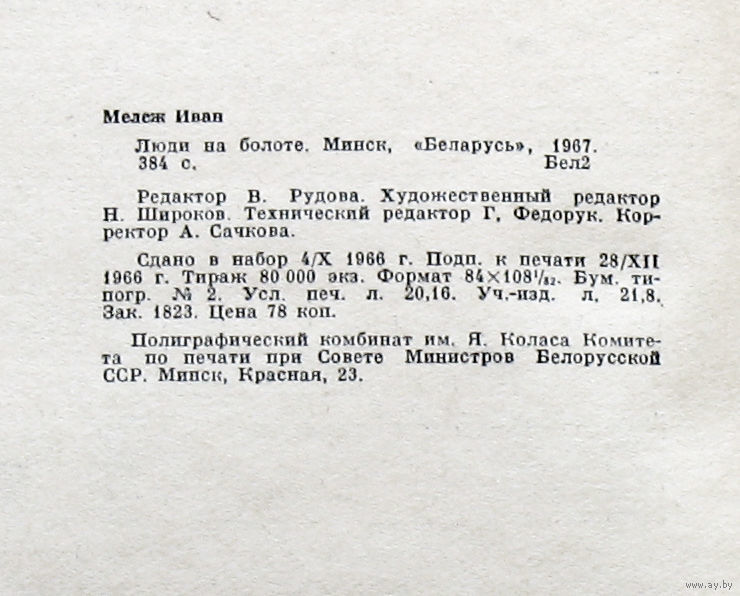 Мележ Иван
Люди на болоте. Минск, «Беларусь», 1967.
384 с. Бел2
Редактор В. Рудова. Художественный редактор
Н. Широков. Технический редактор Г, Федорук. Кор-
ректор А. Сачкова.
Сдано в набор 4/X 1966 г. Подп. к печати 28/XII
1966 г. Тираж 80 000 экз. Формат 84×108¹/₃₂. Бум. ти-
погр. № 2. Усл. печ. л. 20,16. Уч.-изд. л. 21,8.
Зак. 1823. Цена 78 коп.
Полиграфический комбинат им. Я. Коласа Комите-
та по печати при Совете Министров Белорусской
ССР. Минск, Красная, 23.
www.ay.by